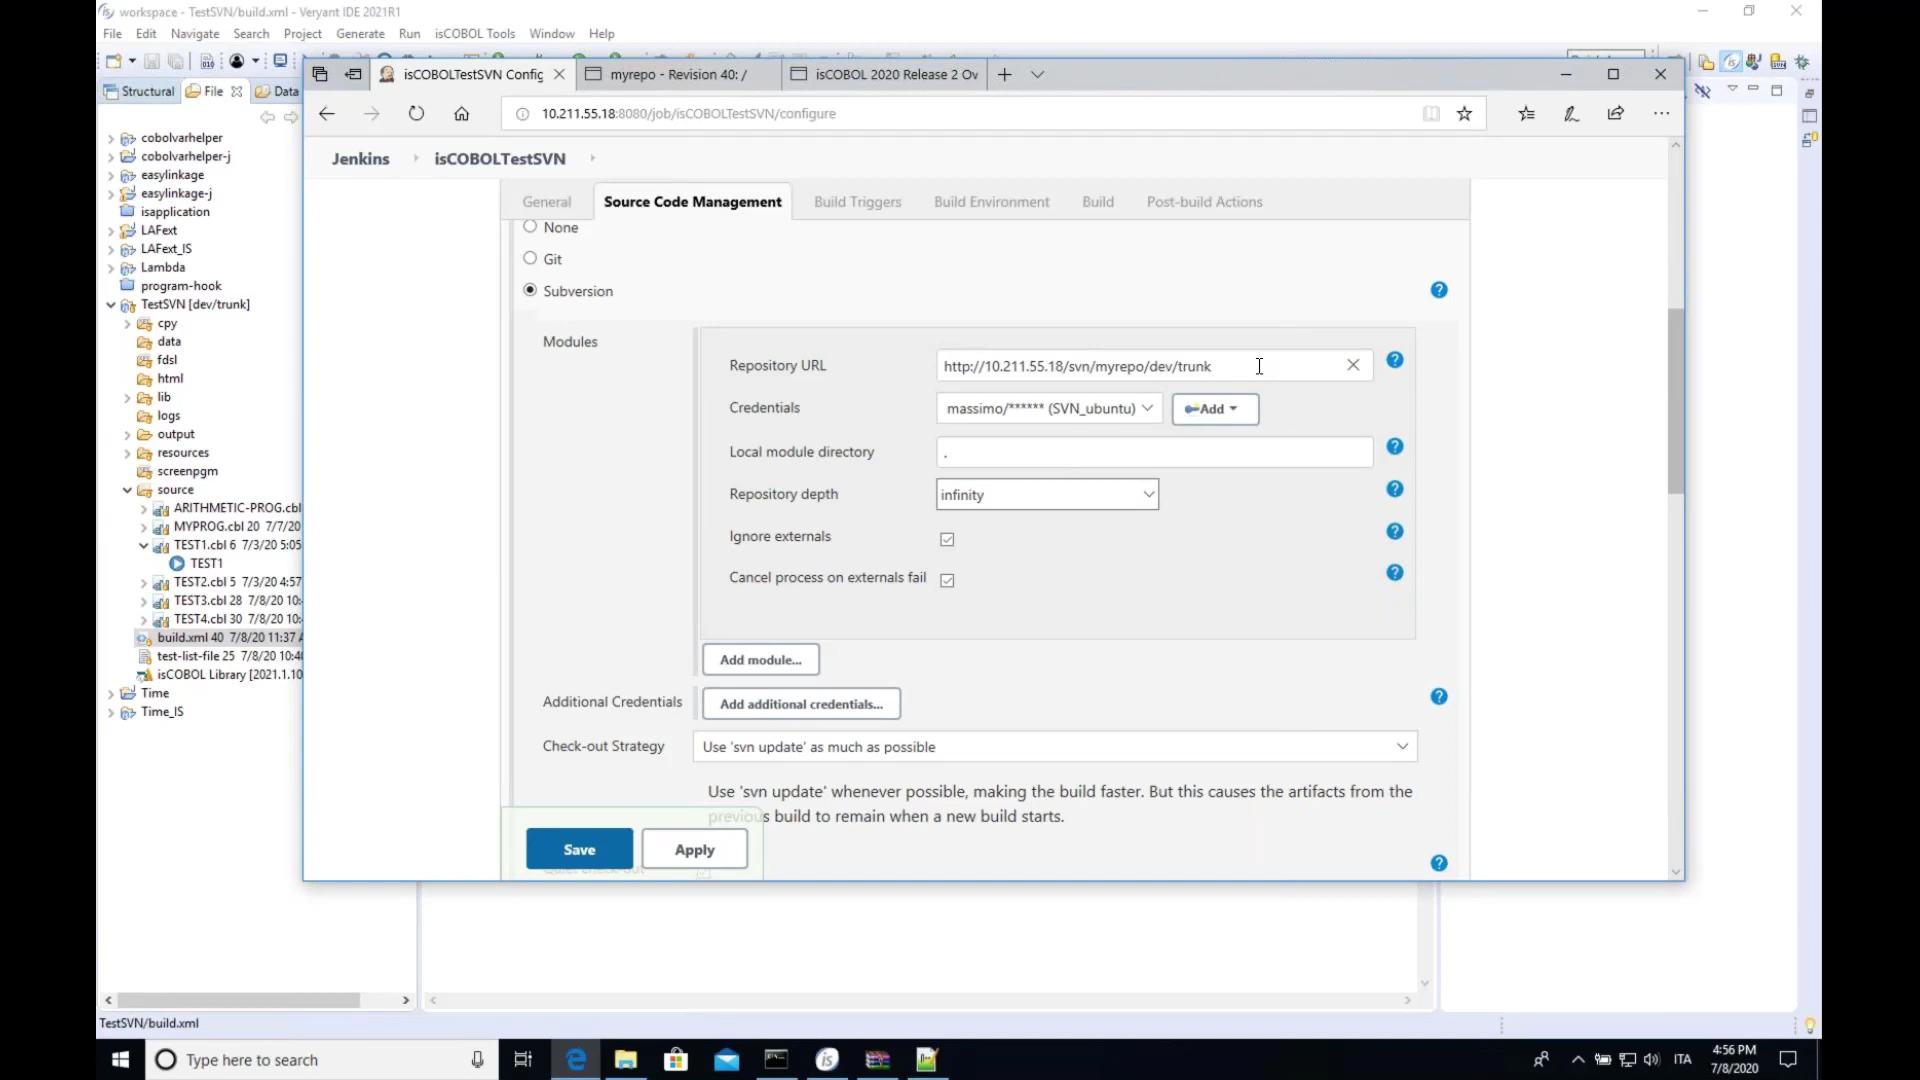 workspace - TestSVN/build.xml - Veryant IDE 2021R1
File Edit Navigate Search Project Generate Run isCOBOL Tools Window Help
Structural File Data
isCOBOLTestSVN Config
myrepo - Revision 40: /
isCOBOL 2020 Release 2 Ov
10.211.55.18:8080/job/isCOBOLTestSVN/configure
Jenkins isCOBOLTestSVN
General Source Code Management Build Triggers Build Environment Build Post-build Actions
None
Git
Subversion
Modules
Repository URL http://10.211.55.18/svn/myrepo/dev/trunk
Credentials massimo/****** (SVN_ubuntu) Add
Local module directory .
Repository depth infinity
Ignore externals
Cancel process on externals fail
Add module...
Additional Credentials Add additional credentials...
Check-out Strategy Use 'svn update' as much as possible
Use 'svn update' whenever possible, making the build faster. But this causes the artifacts from the
previous build to remain when a new build starts.
Save Apply
Quiet check-out
cobolvarhelper
cobolvarhelper-j
easylinkage
easylinkage-j
isapplication
LAFext
LAFext_IS
Lambda
program-hook
TestSVN [dev/trunk]
cpy
data
fdsl
html
lib
logs
output
resources
screenpgm
source
ARITHMETIC-PROG.cbl
MYPROG.cbl 20 7/7/20
TEST1.cbl 6 7/3/20 5:05
TEST1
TEST2.cbl 5 7/3/20 4:57
TEST3.cbl 28 7/8/20 10:
TEST4.cbl 30 7/8/20 10:
build.xml 40 7/8/20 11:37 A
test-list-file 25 7/8/20 10:40
isCOBOL Library [2021.1.10
Time
Time_IS
TestSVN/build.xml
Type here to search
ITA
4:56 PM
7/8/2020